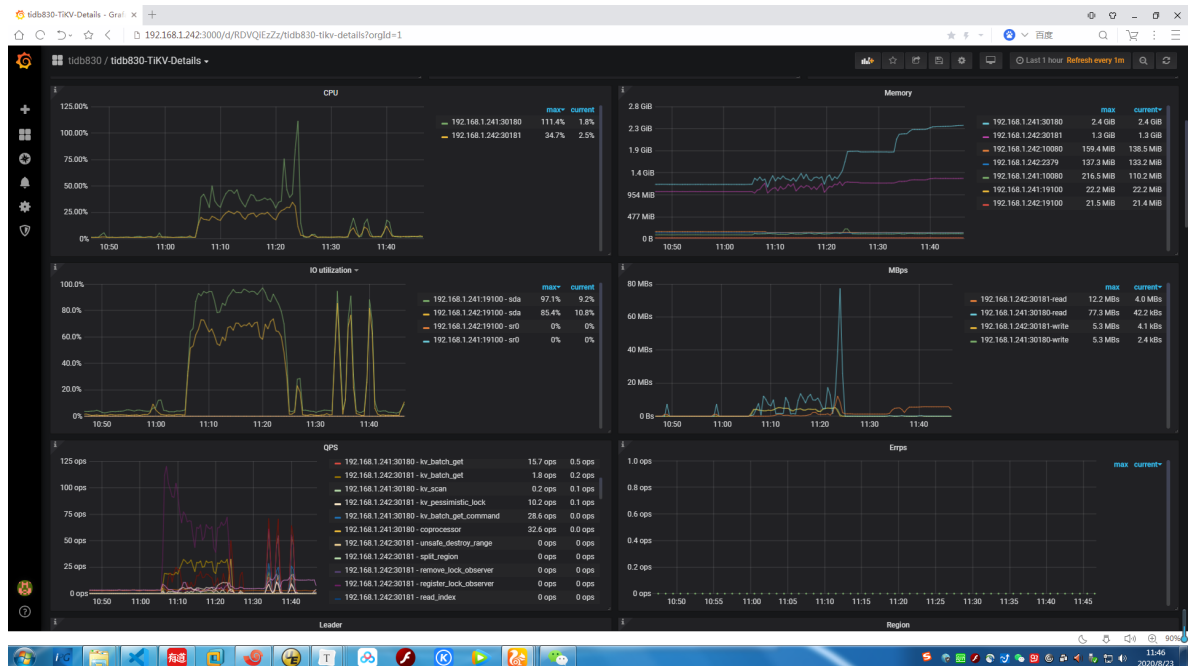 tidb830-TiKV-Details - Graf
192.168.1.242:3000/d/RDVQiEzZz/tidb830-tikv-details?orgId=1
百度
tidb830 / tidb830-TiKV-Details
Last 1 hour Refresh every 1m
CPU
125.00%
100.00%
75.00%
50.00%
25.00%
0%
10:50 11:00 11:10 11:20 11:30 11:40
max current
192.168.1.241:30180 111.4% 1.8%
192.168.1.242:30181 34.7% 2.5%
Memory
2.8 GiB
2.3 GiB
1.9 GiB
1.4 GiB
954 MiB
477 MiB
0 B
10:50 11:00 11:10 11:20 11:30 11:40
max current
192.168.1.241:30180 2.4 GiB 2.4 GiB
192.168.1.242:30181 1.3 GiB 1.3 GiB
192.168.1.242:10080 159.4 MiB 138.5 MiB
192.168.1.242:2379 137.3 MiB 133.2 MiB
192.168.1.241:10080 216.5 MiB 110.2 MiB
192.168.1.241:19100 22.2 MiB 22.2 MiB
192.168.1.242:19100 21.5 MiB 21.4 MiB
IO utilization
100.0%
80.0%
60.0%
40.0%
20.0%
0%
10:50 11:00 11:10 11:20 11:30 11:40
max current
192.168.1.241:19100 - sda 97.1% 9.2%
192.168.1.242:19100 - sda 85.4% 10.8%
192.168.1.242:19100 - sr0 0% 0%
192.168.1.241:19100 - sr0 0% 0%
MBps
80 MBs
60 MBs
40 MBs
20 MBs
0 Bs
10:50 11:00 11:10 11:20 11:30 11:40
max current
192.168.1.242:30181-read 12.2 MBs 4.0 MBs
192.168.1.241:30180-read 77.3 MBs 42.2 kBs
192.168.1.242:30181-write 5.3 MBs 4.1 kBs
192.168.1.241:30180-write 5.3 MBs 2.4 kBs
QPS
125 ops
100 ops
75 ops
50 ops
25 ops
0 ops
10:50 11:00 11:10 11:20 11:30 11:40
192.168.1.241:30180 - kv_batch_get 15.7 ops 0.5 ops
192.168.1.242:30181 - kv_batch_get 1.8 ops 0.2 ops
192.168.1.241:30180 - kv_scan 0.2 ops 0.1 ops
192.168.1.242:30181 - kv_pessimistic_lock 10.2 ops 0.1 ops
192.168.1.241:30180 - kv_batch_get_command 28.6 ops 0.0 ops
192.168.1.241:30180 - coprocessor 32.6 ops 0.0 ops
192.168.1.242:30181 - unsafe_destroy_range 0 ops 0 ops
192.168.1.242:30181 - split_region 0 ops 0 ops
192.168.1.242:30181 - remove_lock_observer 0 ops 0 ops
192.168.1.242:30181 - register_lock_observer 0 ops 0 ops
192.168.1.242:30181 - read_index 0 ops 0 ops
Errps
1.0 ops
0.8 ops
0.6 ops
0.4 ops
0.2 ops
0 ops
10:50 10:55 11:00 11:05 11:10 11:15 11:20 11:25 11:30 11:35 11:40 11:45
max current
Leader
Region
90%
有道
11:46
2020/8/23